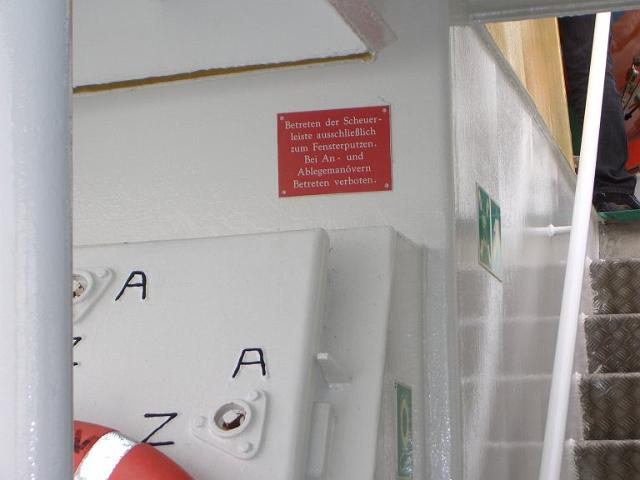 Betreten der Scheuer-
leiste ausschließlich
zum Fensterputzen.
Bei An- und
Ablegemanövern
Betreten verboten.
A
Z
A
Z